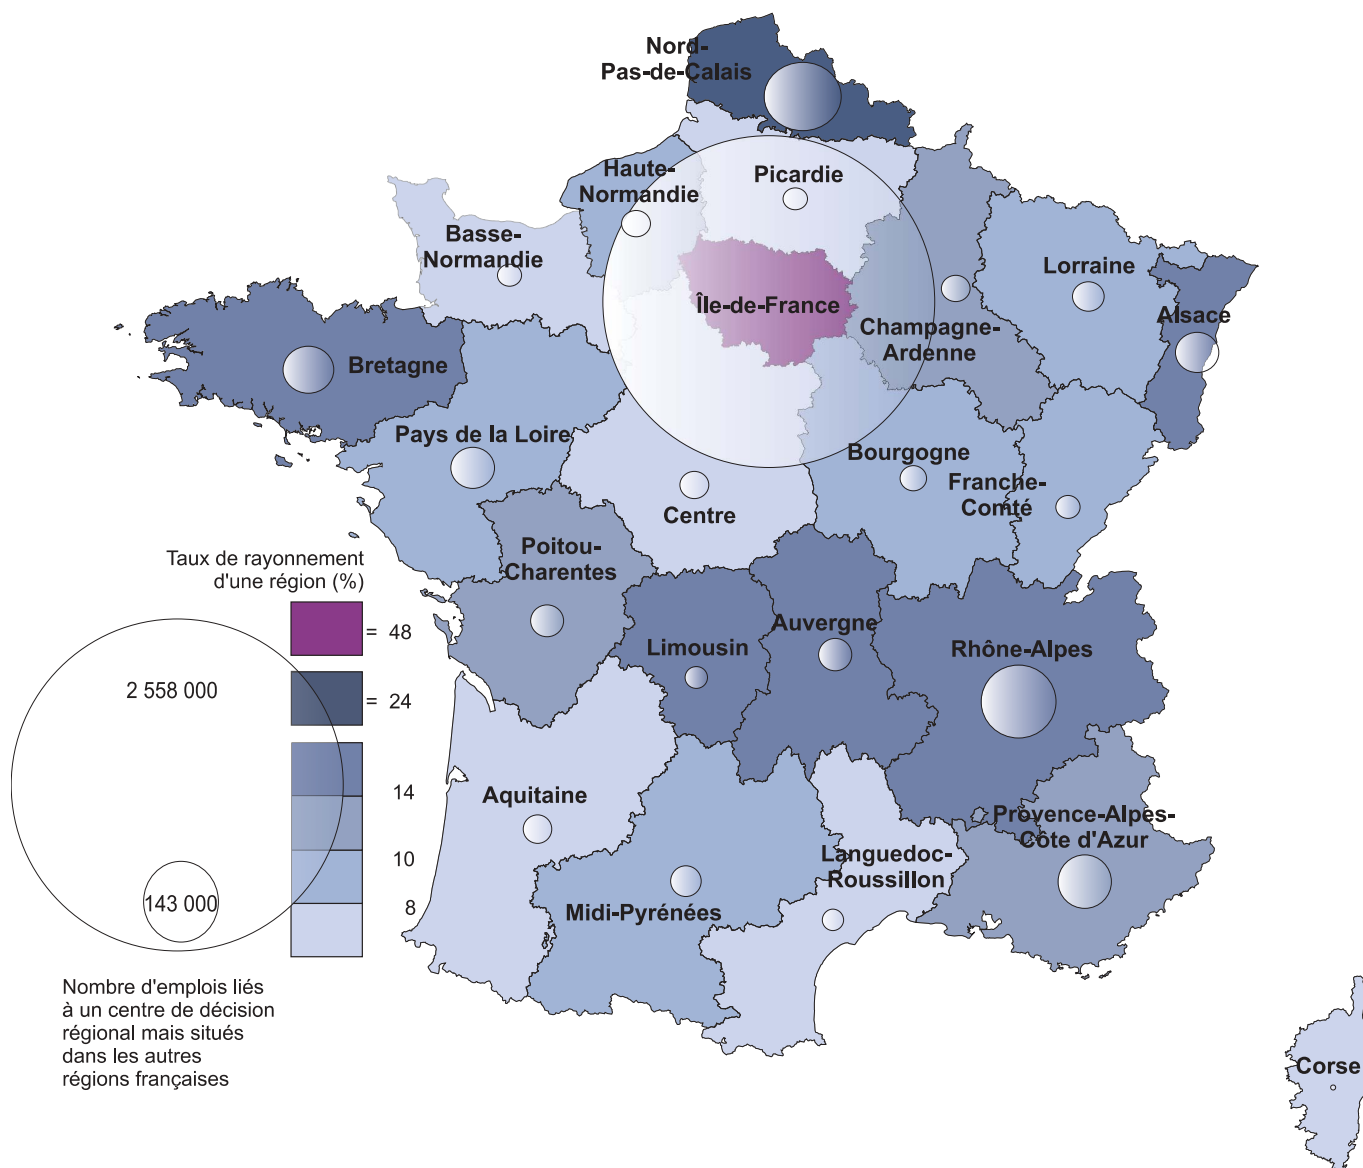 Nord-
Pas-de-Calais
Haute-
Normandie
Picardie
Basse-
Normandie
Lorraine
Île-de-France
Alsace
Champagne-
Ardenne
Bretagne
Pays de la Loire
Bourgogne
Franche-
Comté
Centre
Poitou-
Charentes
Limousin
Auvergne
Rhône-Alpes
Aquitaine
Provence-Alpes-
Côte d'Azur
Languedoc-
Roussillon
Midi-Pyrénées
Corse
Taux de rayonnement
d'une région (%)
= 48
= 24
14
10
8
2 558 000
143 000
Nombre d'emplois liés
à un centre de décision
régional mais situés
dans les autres
régions françaises